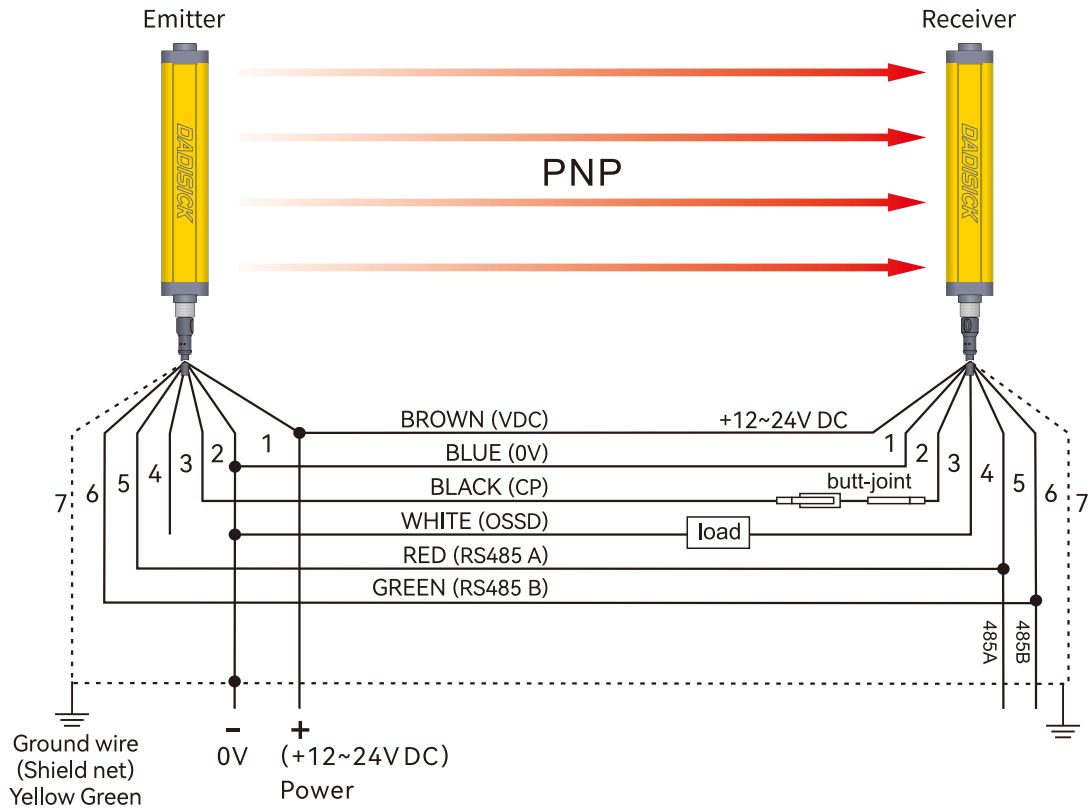 Emitter
Receiver
DADISICK
PNP
DADISICK
BROWN (VDC)
+12~24V DC
BLUE (0V)
BLACK (CP)
butt-joint
WHITE (OSSD)
load
RED (RS485 A)
GREEN (RS485 B)
7 6 5 4 3 2 1
1 2 3 4 5 6 7
485A
485B
- +
0V
(+12~24V DC)
Power
Ground wire
(Shield net)
Yellow Green